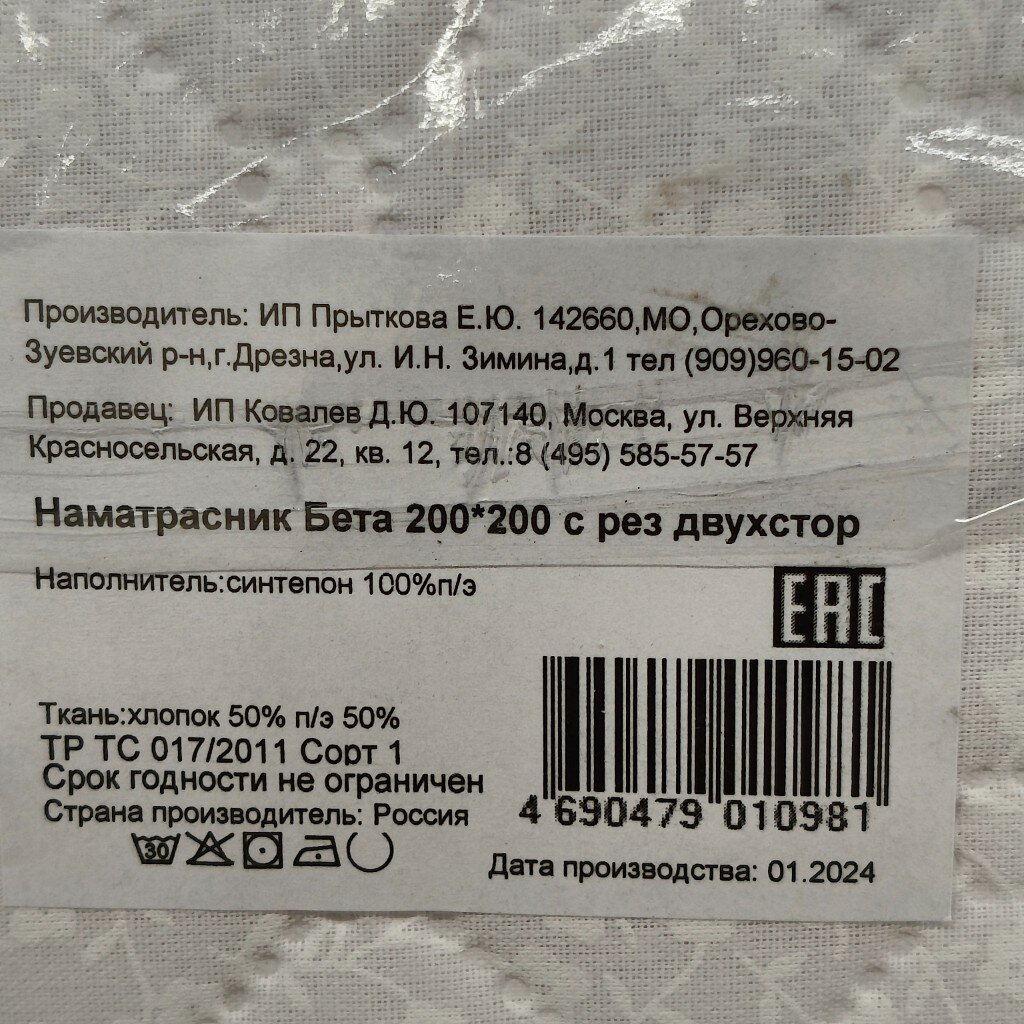 Производитель: ИП Прыткова Е.Ю. 142660,МО,Орехово-
Зуевский р-н,г.Дрезна,ул. И.Н. Зимина,д.1 тел (909)960-15-02
Продавец: ИП Ковалев Д.Ю. 107140, Москва, ул. Верхняя
Красносельская, д. 22, кв. 12, тел.:8 (495) 585-57-57
Наматрасник Бета 200*200 с рез двухстор
Наполнитель:синтепон 100%п/э
EAC
Ткань:хлопок 50% п/э 50%
ТР ТС 017/2011 Сорт 1
Срок годности не ограничен
Страна производитель: Россия
4 690479 010981
30
Дата производства: 01.2024